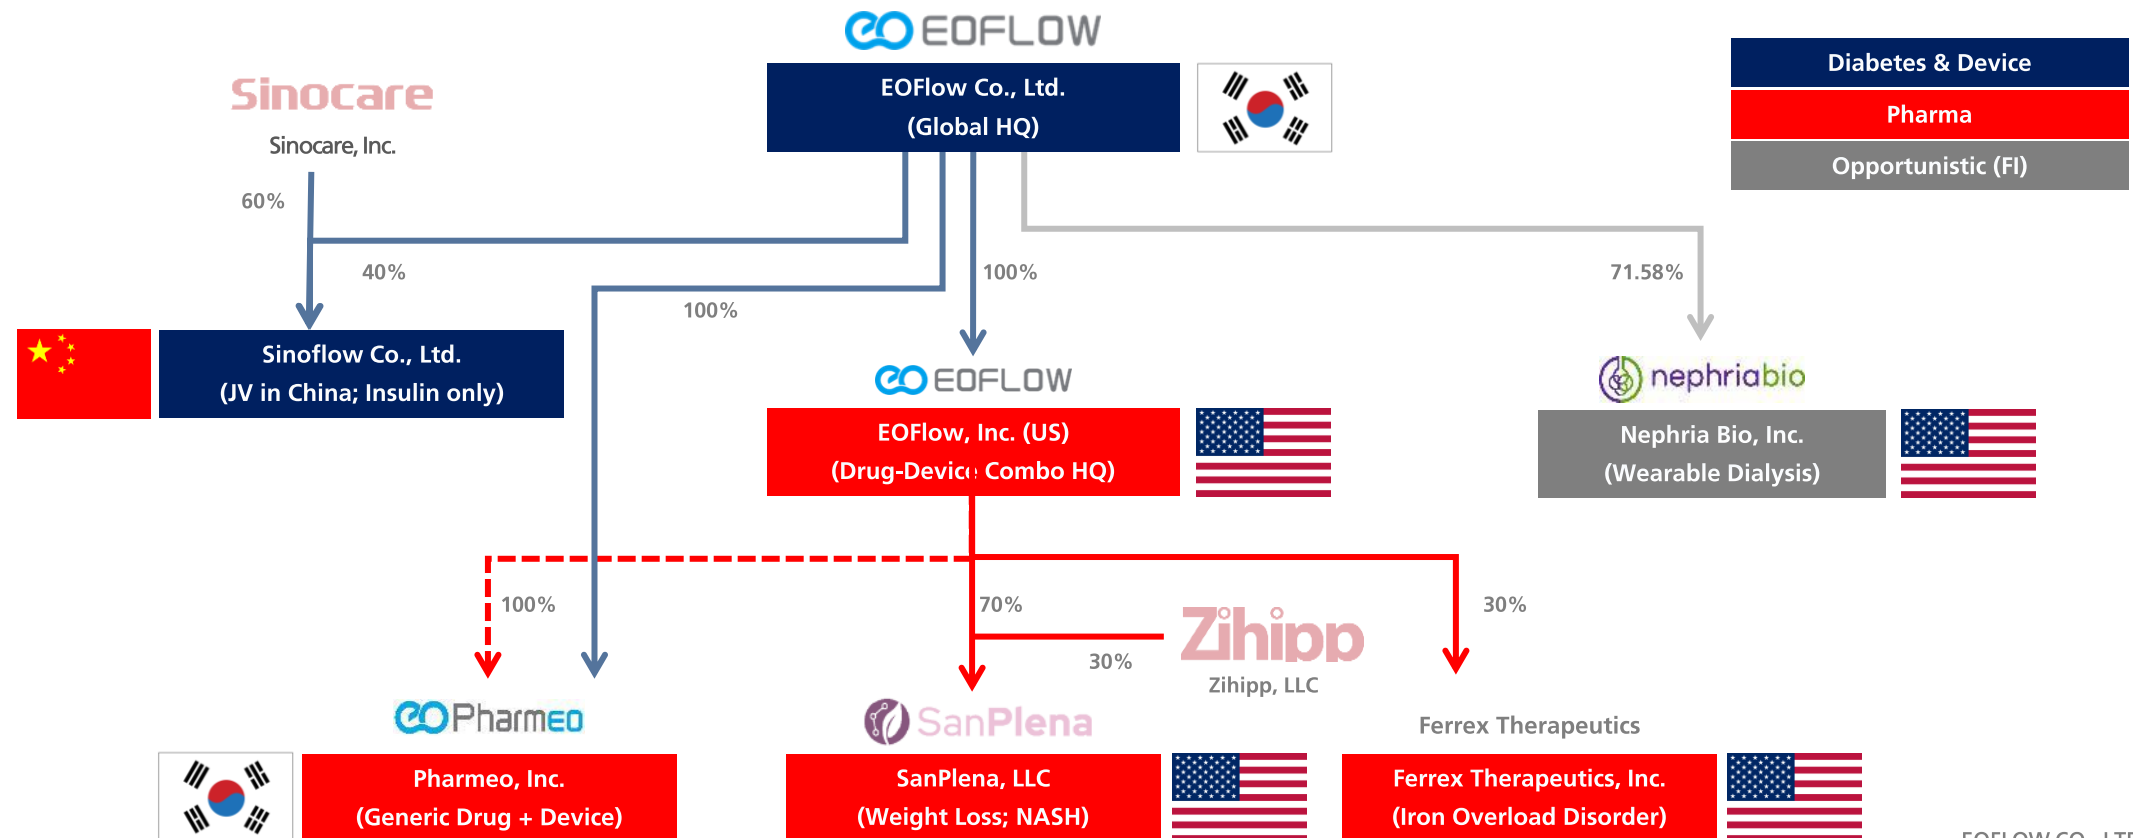 EOFLOW
Sinocare
Sinocare, Inc.
EOFlow Co., Ltd.
(Global HQ)
Diabetes & Device
Pharma
Opportunistic (FI)
60%
40%
100%
100%
71.58%
Sinoflow Co., Ltd.
(JV in China; Insulin only)
EOFLOW
EOFlow, Inc. (US)
(Drug-Device Combo HQ)
nephriabio
Nephria Bio, Inc.
(Wearable Dialysis)
100%
70%
30%
30%
Zihipp
Zihipp, LLC
Pharmeo
SanPlena
Ferrex Therapeutics
Pharmeo, Inc.
(Generic Drug + Device)
SanPlena, LLC
(Weight Loss; NASH)
Ferrex Therapeutics, Inc.
(Iron Overload Disorder)